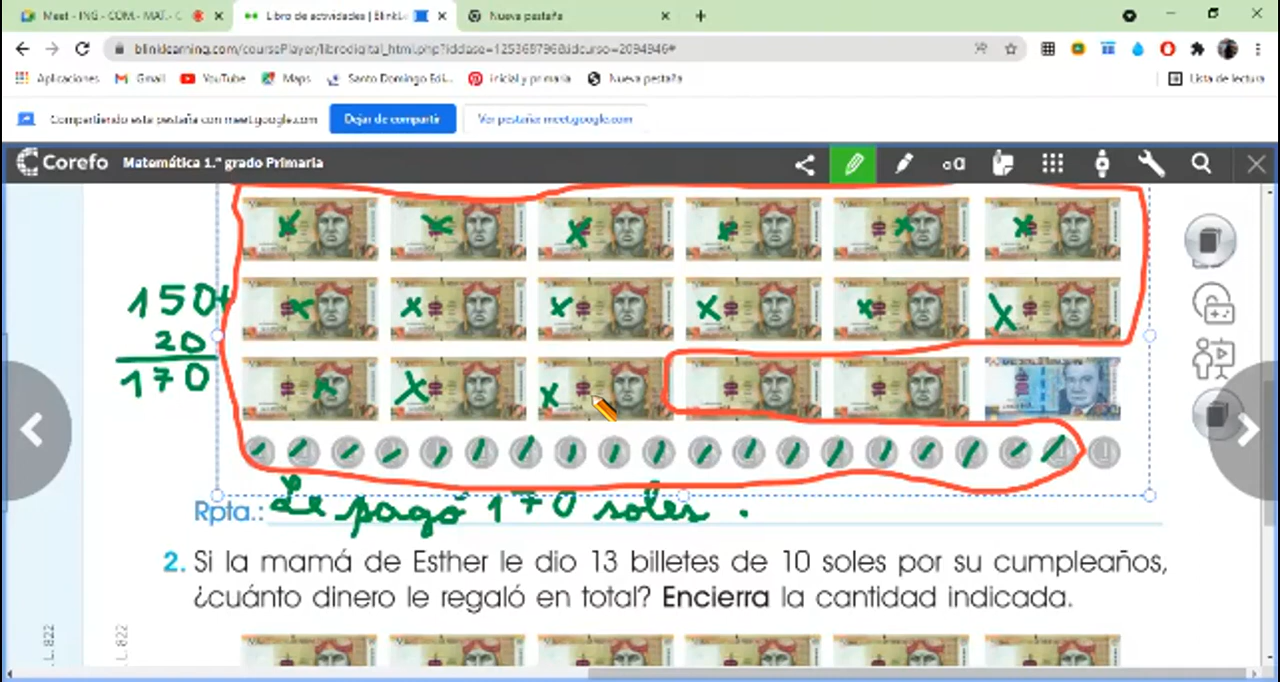 Meet - ING - COM.- MAT.- C
Libro de actividades | BlinkLe
Nueva pestaña
blinklearning.com/coursePlayer/librodigital_html.php?idclase=125368796&idcurso=2094946#
Aplicaciones
Gmail
YouTube
Maps
Santo Domingo Edi...
inicial y primaria
Nueva pestaña
Lista de lectura
Compartiendo esta pestaña con meet.google.com
Dejar de compartir
Ver pestaña: meet.google.com
Corefo
Matemática 1.° grado Primaria
150+
20
170
Rpta.: Le pagó 170 soles.
2. Si la mamá de Esther le dio 13 billetes de 10 soles por su cumpleaños,
¿cuánto dinero le regaló en total? Encierra la cantidad indicada.
L. 822
L. 822